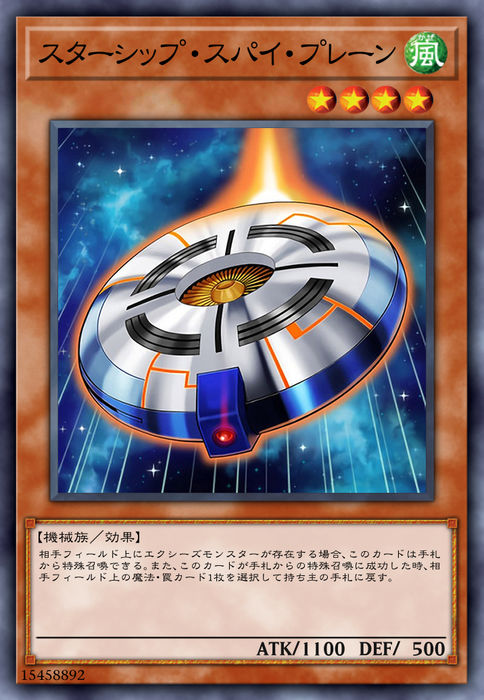 スターシップ・スパイ・プレーン
かぜ
風
【機械族／効果】
相手フィールド上にエクシーズモンスターが存在する場合、このカードは手札
から特殊召喚できる。また、このカードが手札からの特殊召喚に成功した時、相
手フィールド上の魔法・罠カード1枚を選択して持ち主の手札に戻す。
ATK/1100 DEF/ 500
15458892